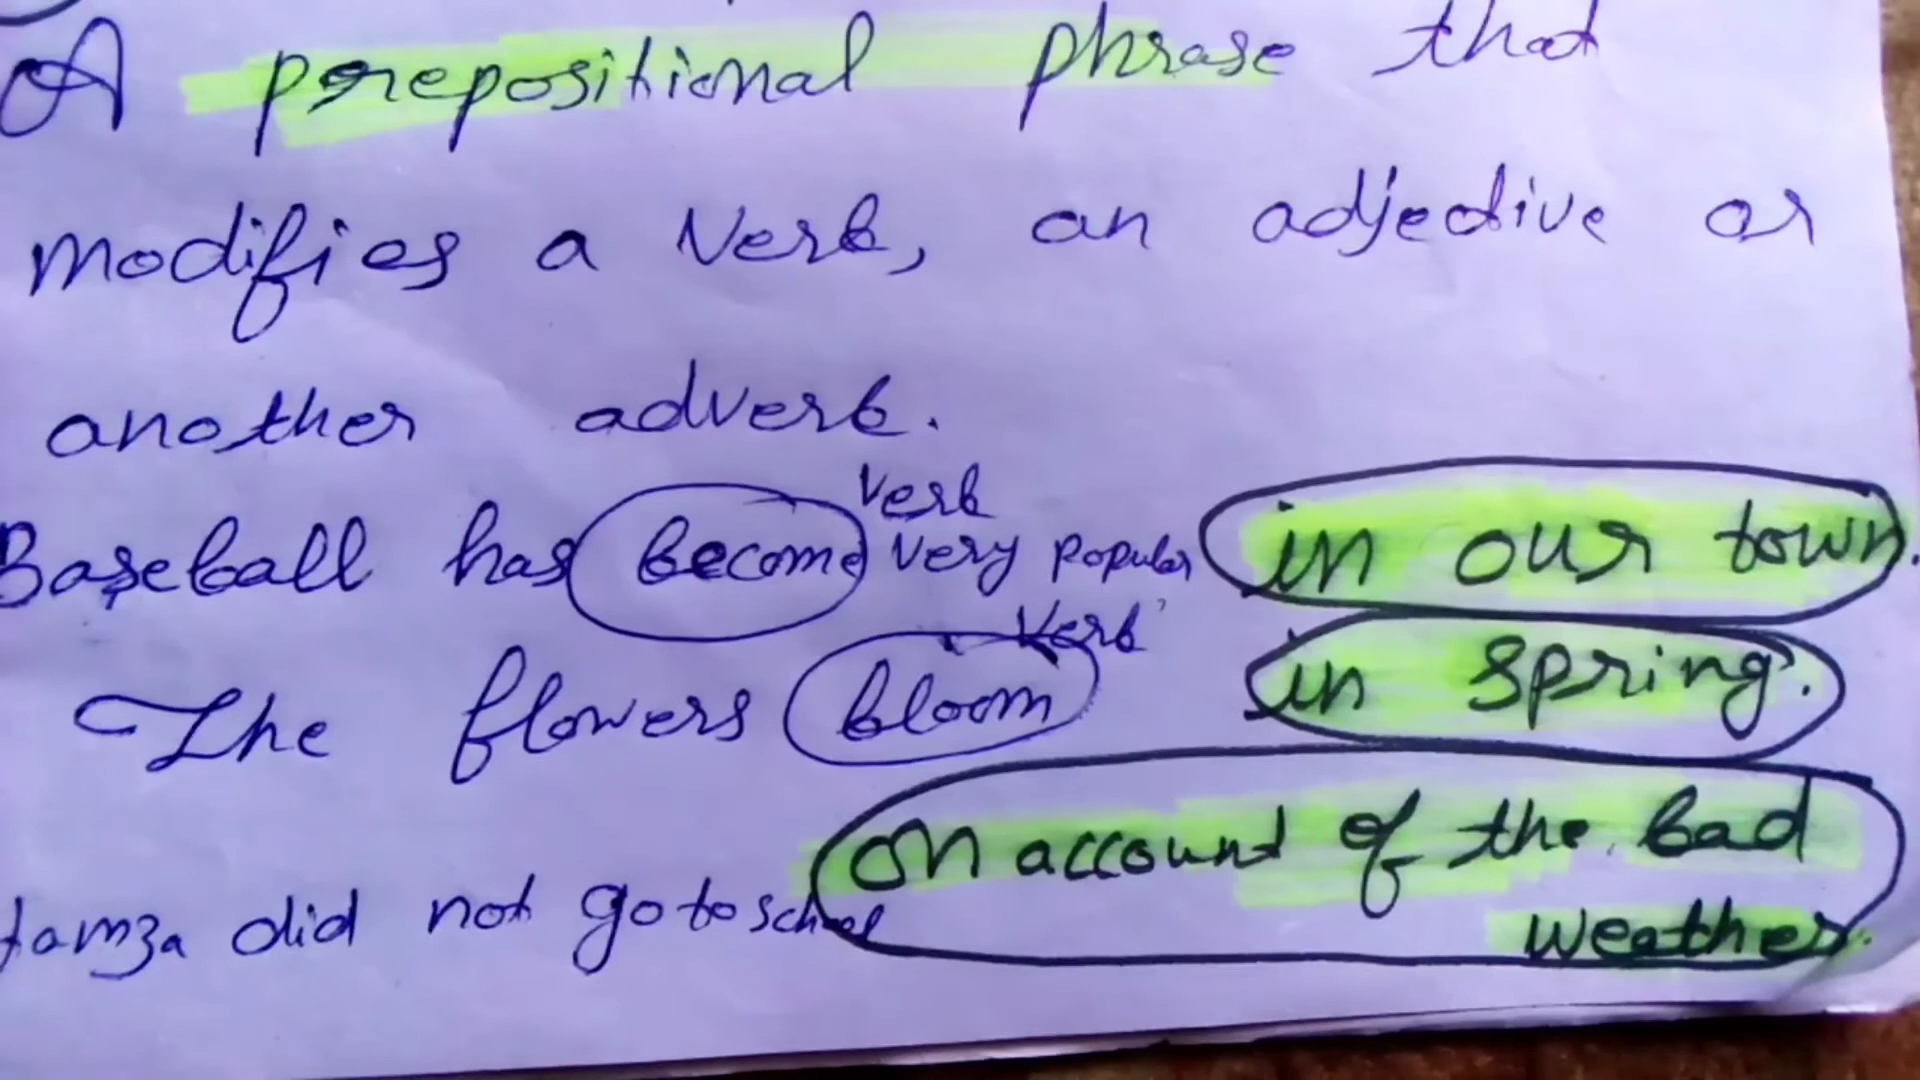 A prepositional phrase that
modifies a Verb, an adjective or
another adverb.
Verb
Baseball has become very popular in our town.
Verb
The flowers bloom in Spring.
on account of the bad
did not go to school
weather.